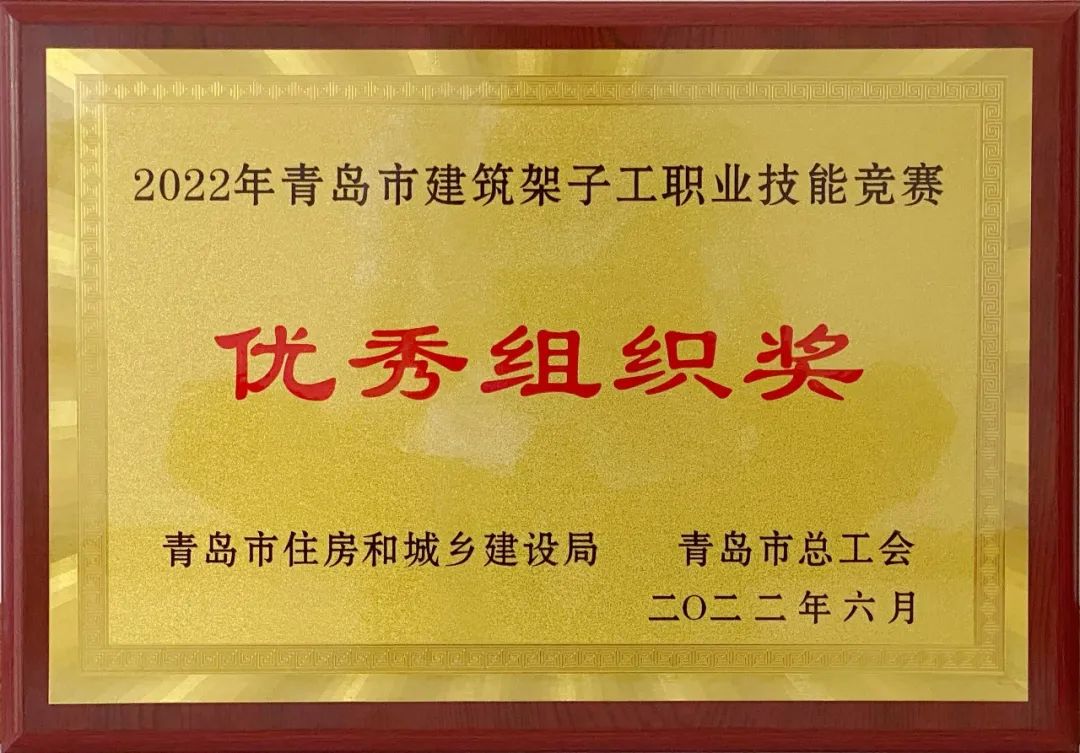 2022年青岛市建筑架子工职业技能竞赛
优秀组织奖
青岛市住房和城乡建设局 青岛市总工会
二〇二二年六月